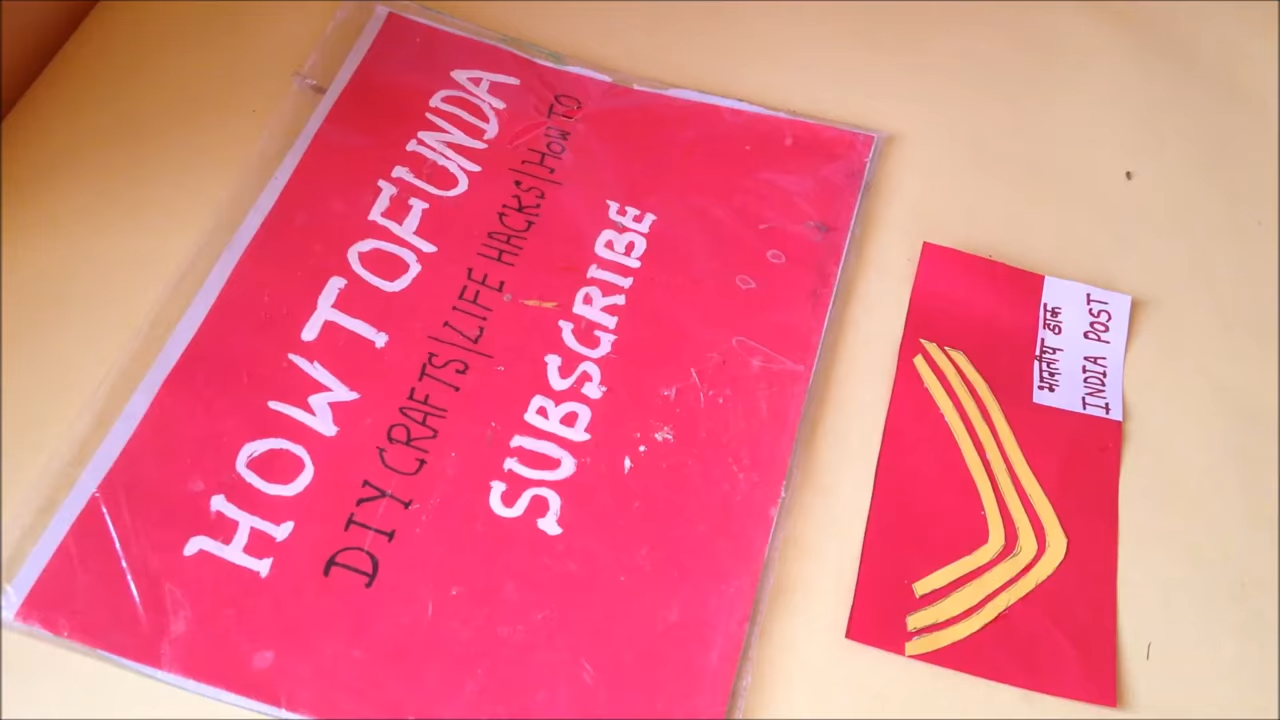 HOWTOFUNDA
DIY CRAFTS|LIFE HACKS|HOW TO
SUBSCRIBE
भारतीय डाक
INDIA POST